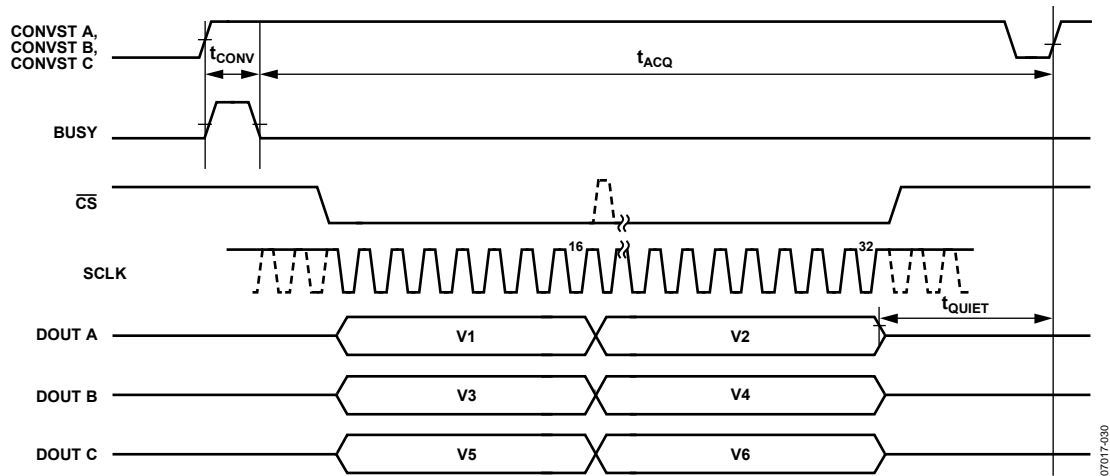 CONVST A,
CONVST B,
CONVST C
tCONV
tACQ
BUSY
CS
SCLK
16
32
tQUIET
DOUT A
V1
V2
DOUT B
V3
V4
DOUT C
V5
V6
07017-030